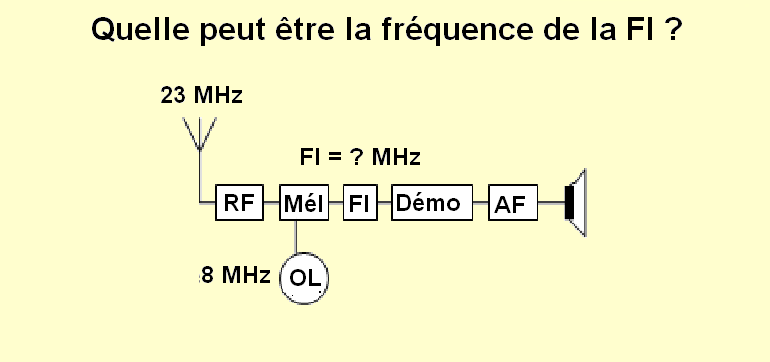 Quelle peut être la fréquence de la FI ?
23 MHz
FI = ? MHz
RF Mél FI Démo AF
8 MHz OL